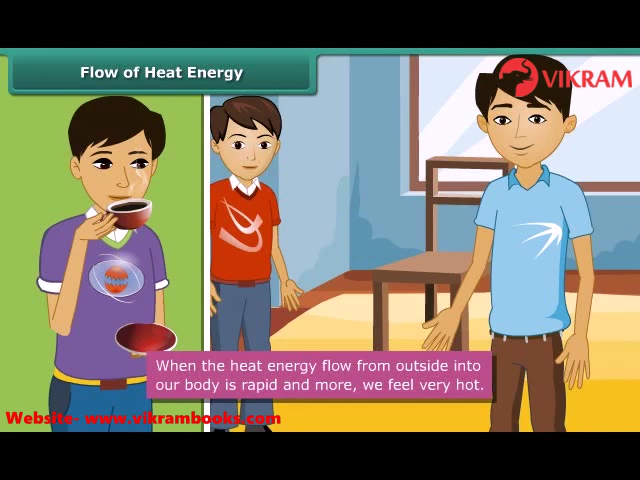 Flow of Heat Energy
VIKRAM
When the heat energy flow from outside into
our body is rapid and more, we feel very hot.
Website- www.vikrambooks.com